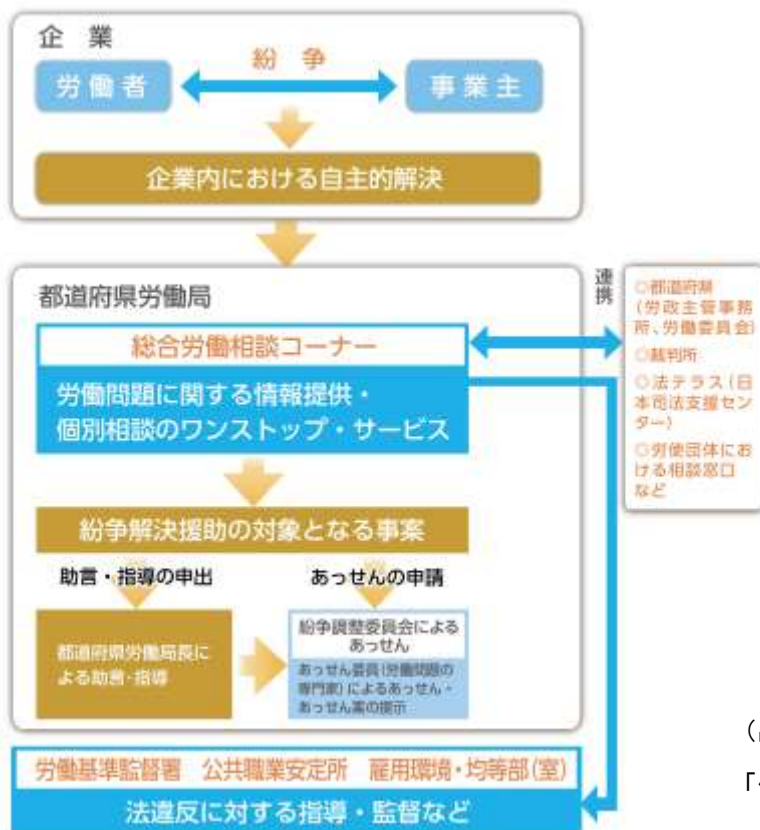 企 業
紛 争
労働者
事業主
企業内における自主的解決
都道府県労働局
総合労働相談コーナー
労働問題に関する情報提供・
個別相談のワンストップ・サービス
紛争解決援助の対象となる事案
助言・指導の申出
あっせんの申請
都道府県労働局長に
よる助言・指導
紛争調整委員会による
あっせん
あっせん委員(労働問題の
専門家)によるあっせん・
あっせん案の提示
連携
◎都道府県
(労政主管事務
所、労働委員会)
◎裁判所
◎法テラス(日
本司法支援セン
ター)
◎労使団体にお
ける相談窓口
など
労働基準監督署 公共職業安定所 雇用環境・均等部(室)
法違反に対する指導・監督など